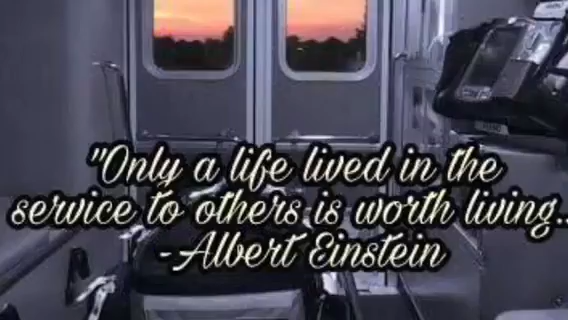 "Only a life lived in the
service to others is worth living..
-Albert Einstein